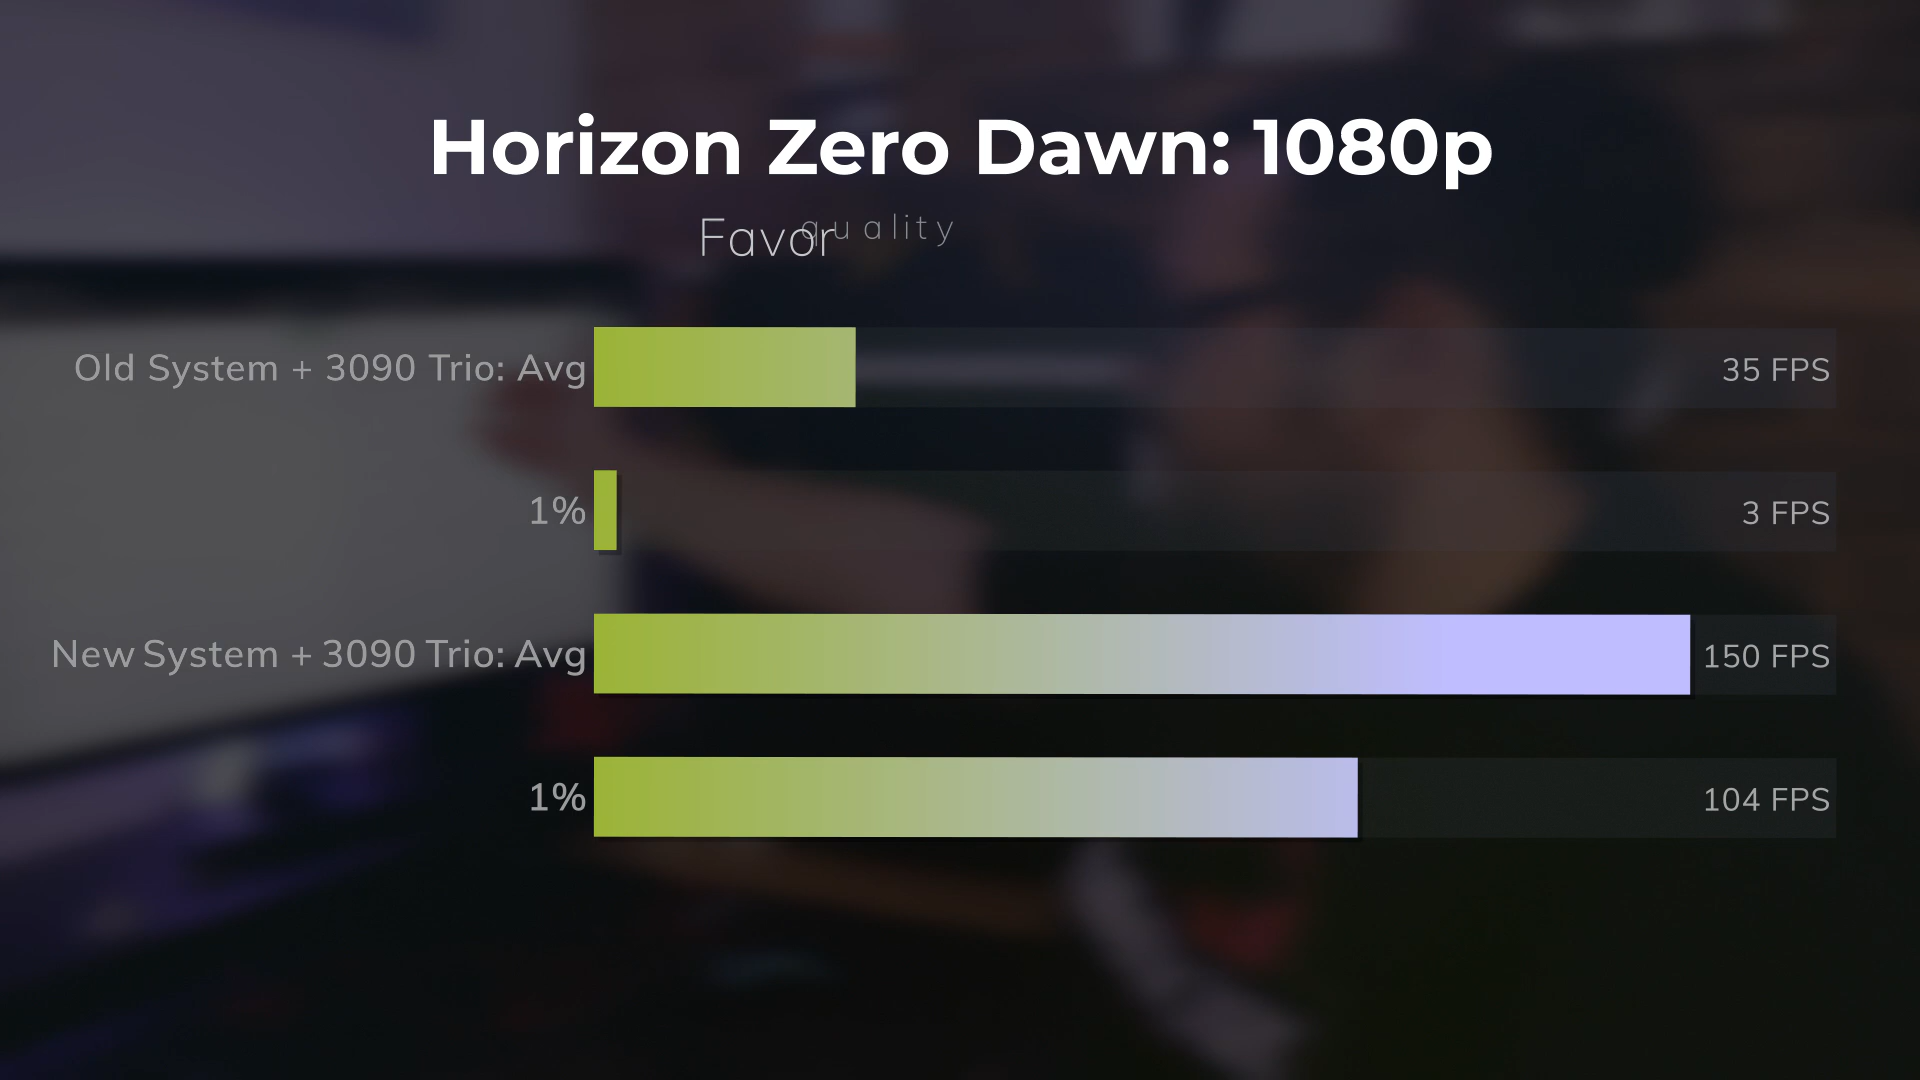 Horizon Zero Dawn: 1080p
Favor quality
Old System + 3090 Trio: Avg 35 FPS
1% 3 FPS
New System + 3090 Trio: Avg 150 FPS
1% 104 FPS